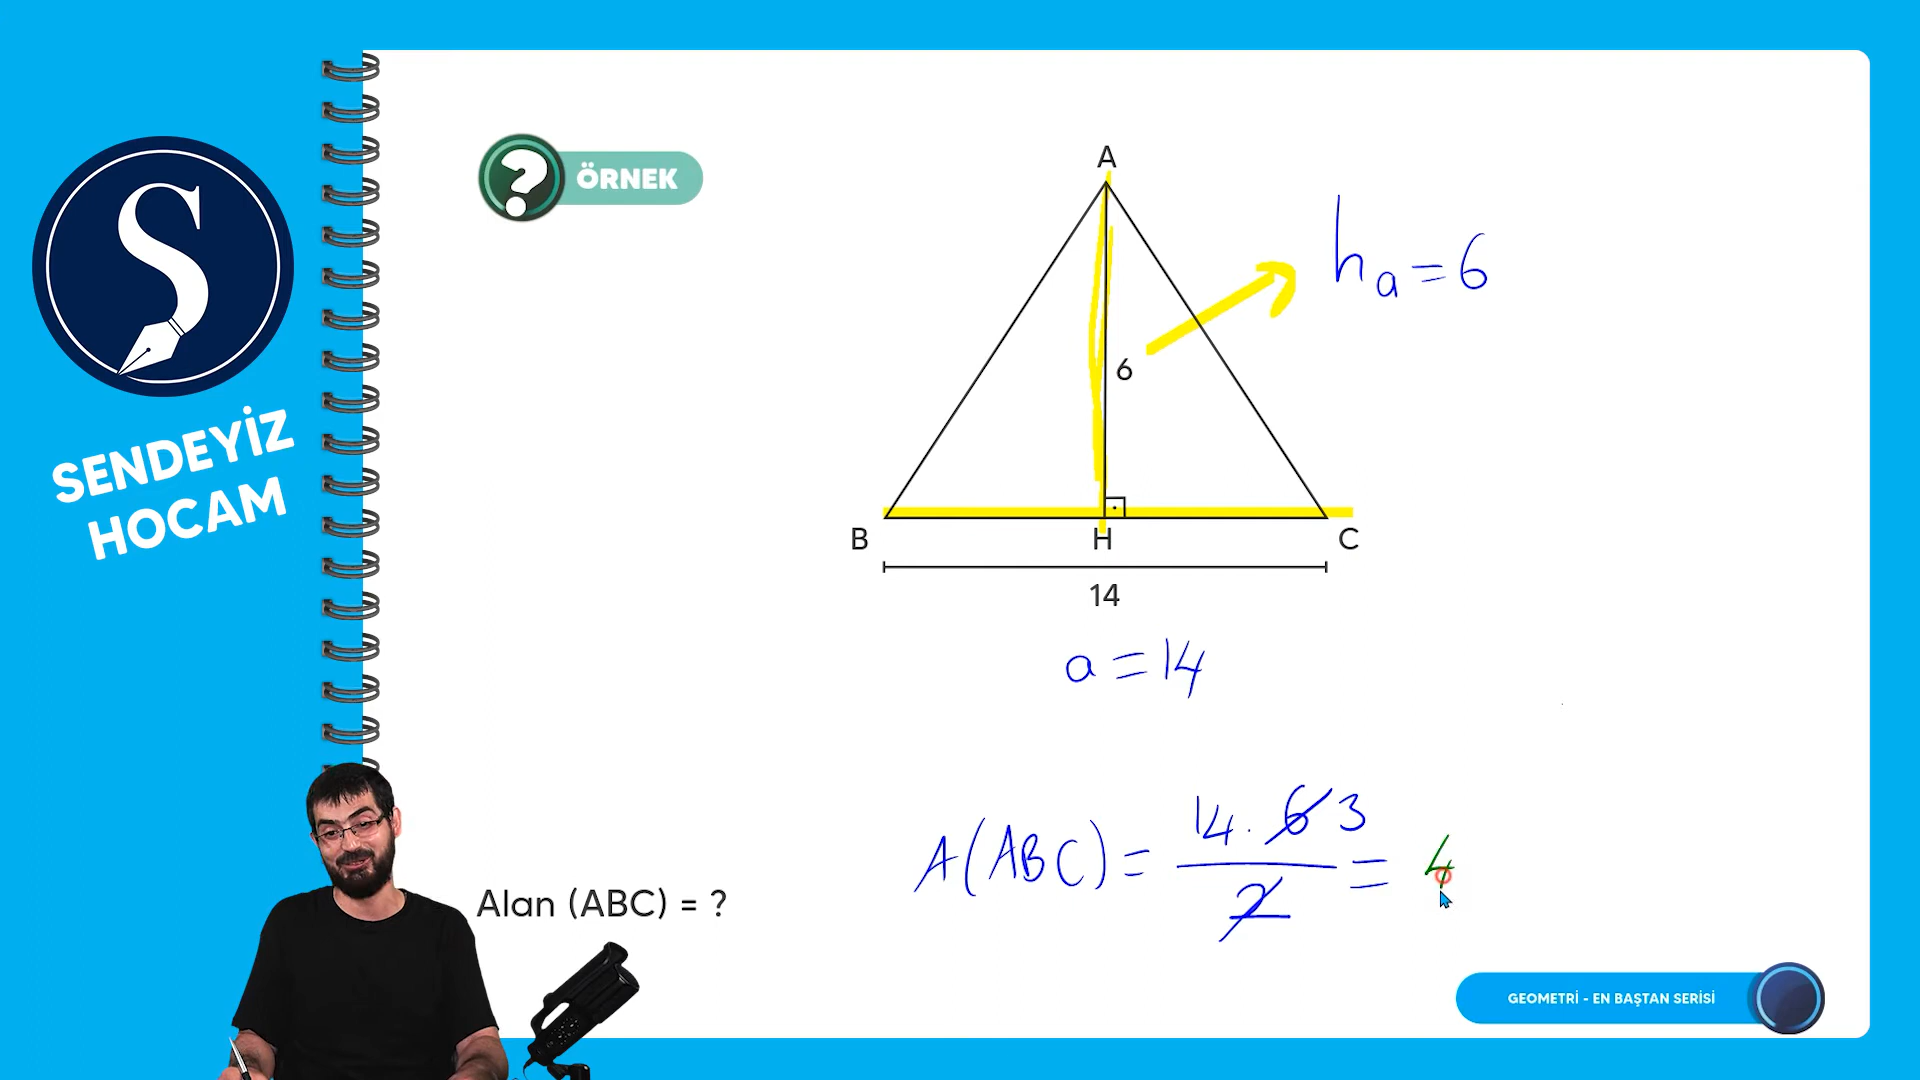 SENDEYİZ
HOCAM
ÖRNEK
A
h a = 6
6
B
H
C
14
a = 14
A(ABC) = 14 . 6 3 / 2 = 4
Alan (ABC) = ?
GEOMETRİ - EN BAŞTAN SERİSİ